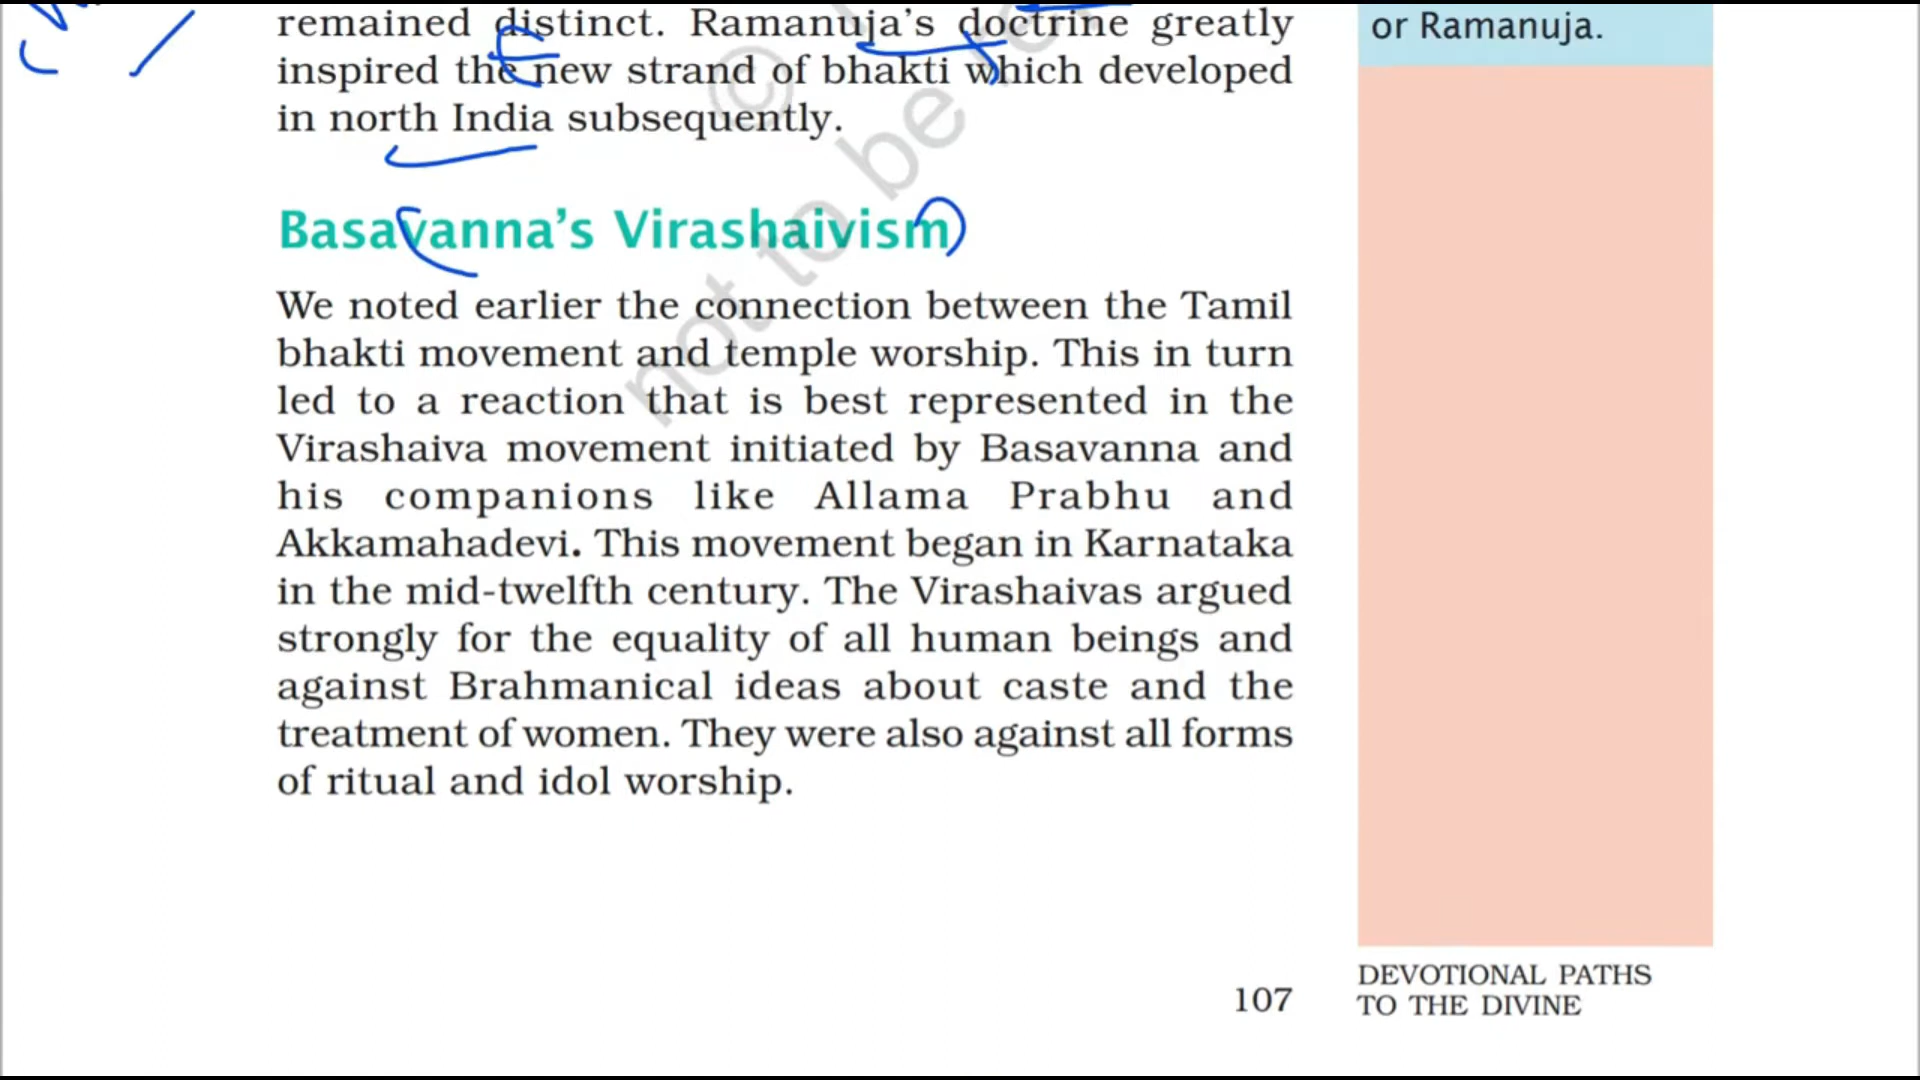 remained distinct. Ramanuja’s doctrine greatly
inspired the new strand of bhakti which developed
in north India subsequently.
or Ramanuja.
Basavanna’s Virashaivism
We noted earlier the connection between the Tamil
bhakti movement and temple worship. This in turn
led to a reaction that is best represented in the
Virashaiva movement initiated by Basavanna and
his companions like Allama Prabhu and
Akkamahadevi. This movement began in Karnataka
in the mid-twelfth century. The Virashaivas argued
strongly for the equality of all human beings and
against Brahmanical ideas about caste and the
treatment of women. They were also against all forms
of ritual and idol worship.
© not to be
107
DEVOTIONAL PATHS
TO THE DIVINE